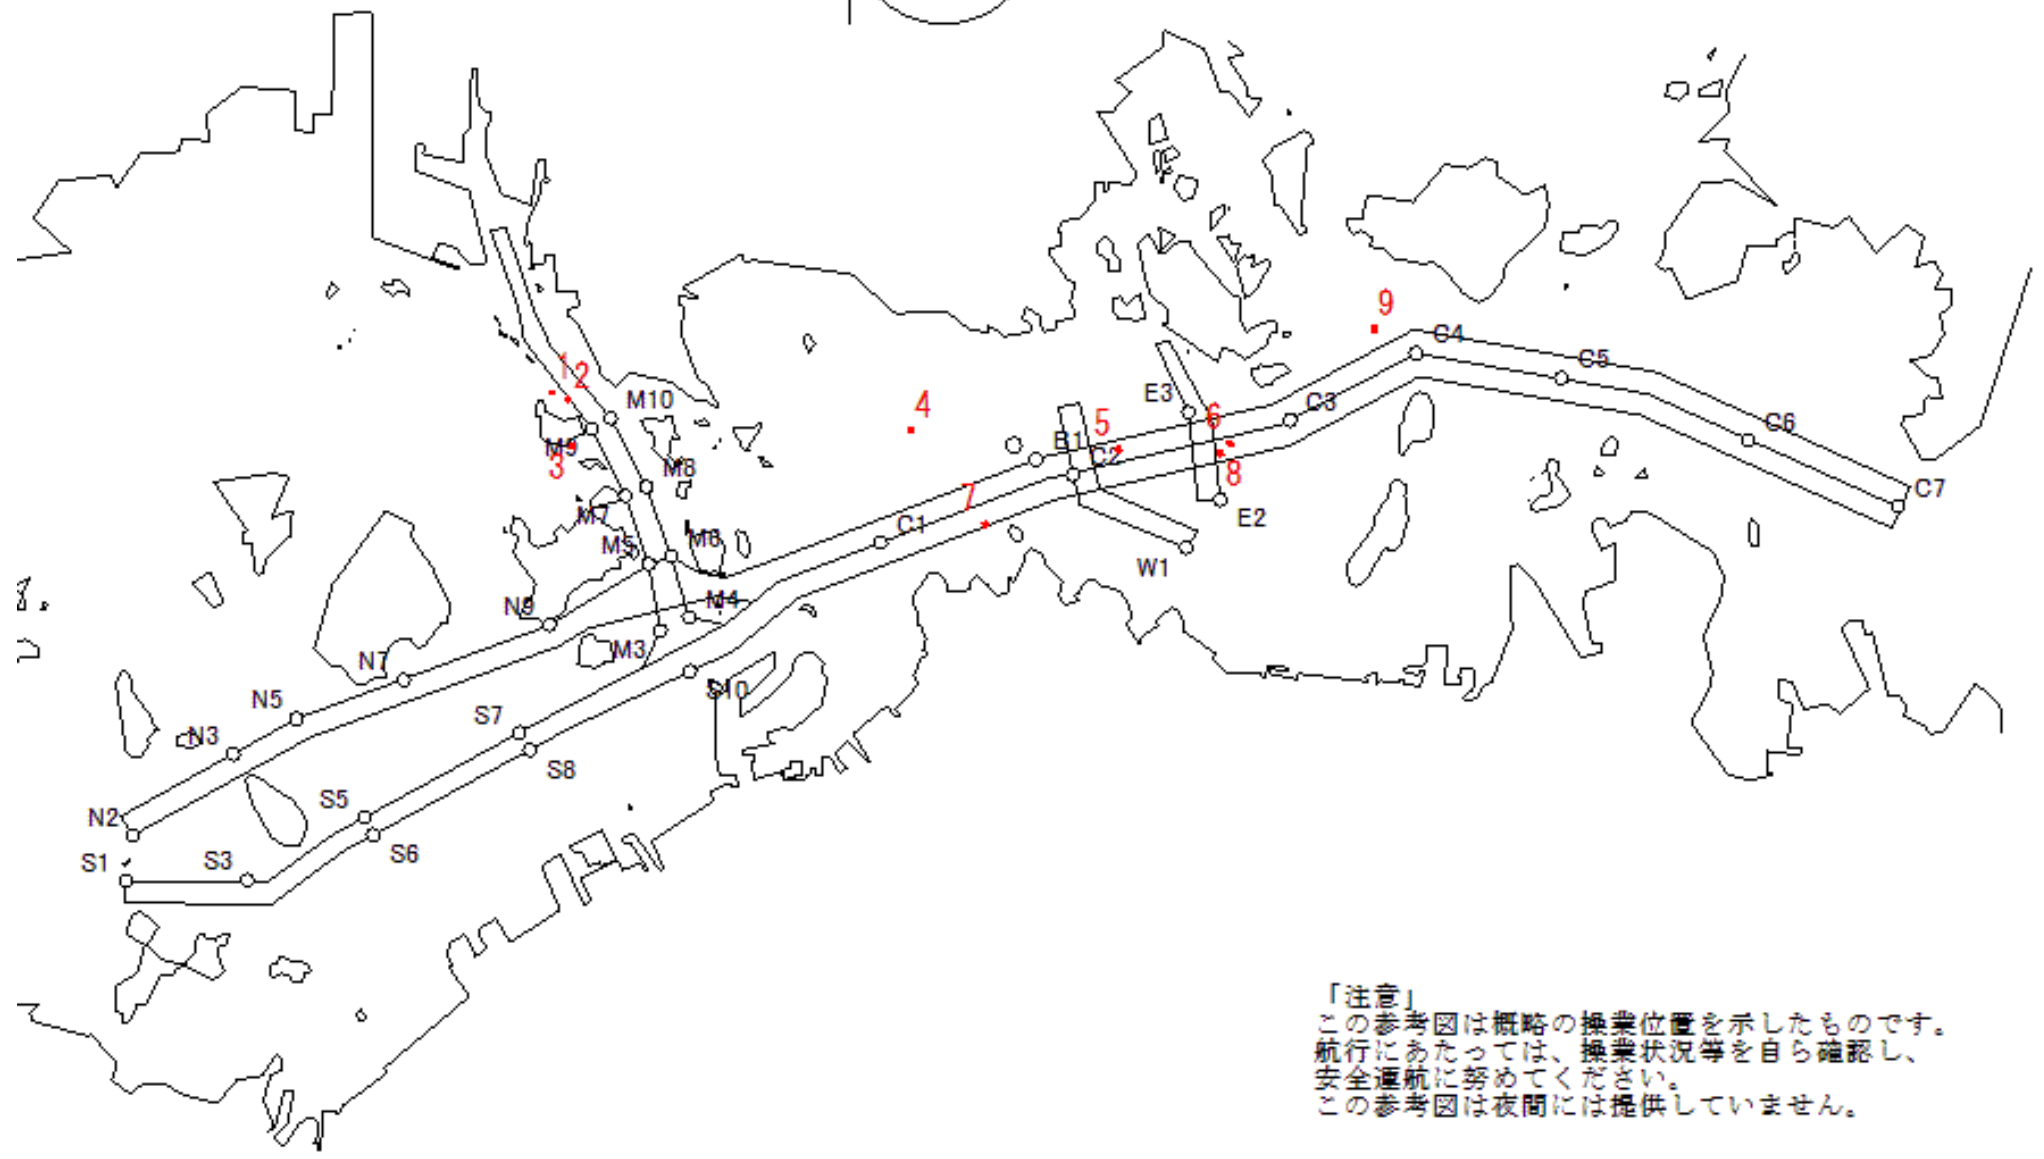 9
C4
C5
1
2
M10
4
E3
C3
5
6
C6
M9
B1
3
M8
C2
8
C7
7
M7
C1
E2
M5
M6
W1
N9
M4
M3
N7
S10
N5
S7
N3
S8
S5
N2
S6
S1
S3
「注意」
この参考図は概略の操業位置を示したものです。
航行にあたっては、操業状況等を自ら確認し、
安全運航に努めてください。
この参考図は夜間には提供していません。